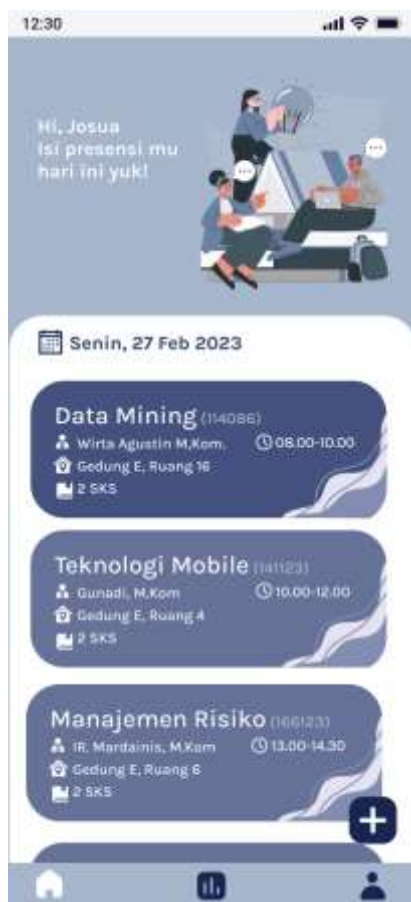 12:30
Hi, Josua
Isi presensi mu
hari ini yuk!
Senin, 27 Feb 2023
Data Mining (114086)
Wirta Agustin M,Kom.
08.00-10.00
Gedung E, Ruang 16
2 SKS
Teknologi Mobile (141123)
Gunadi, M.Kom
10.00-12.00
Gedung E, Ruang 4
2 SKS
Manajemen Risiko (166123)
IR. Mardainis, M.Kom
13.00-14.30
Gedung E, Ruang 6
2 SKS